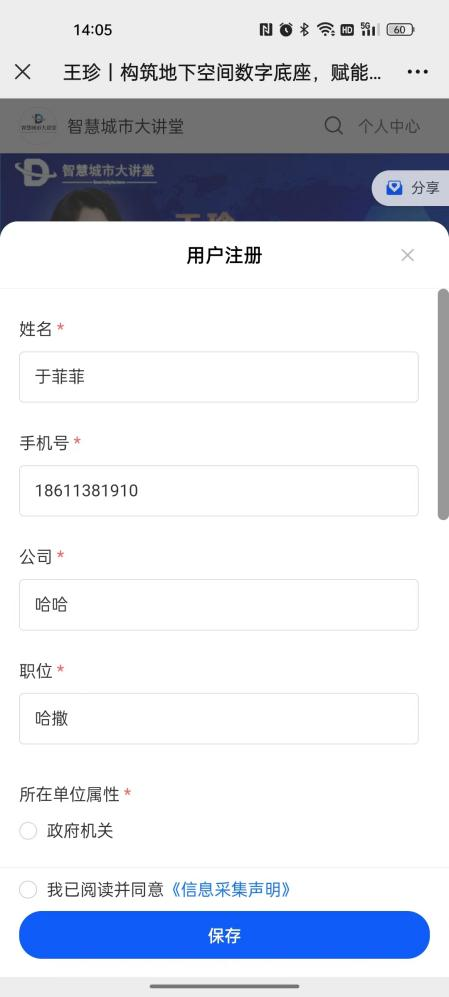 14:05
HD
5G
60
王珍丨构筑地下空间数字底座，赋能...
智慧城市大讲堂
个人中心
智慧城市大讲堂
分享
用户注册
姓名 *
于菲菲
手机号 *
18611381910
公司 *
哈哈
职位 *
哈撒
所在单位属性 *
政府机关
我已阅读并同意《信息采集声明》
保存